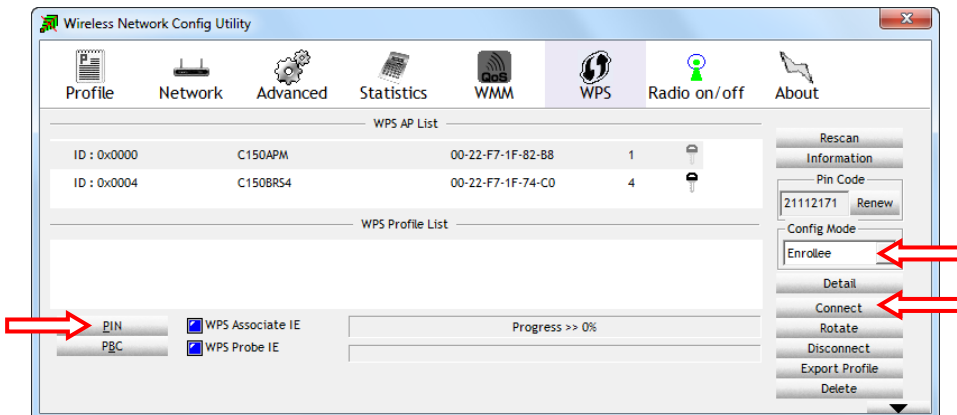 Wireless Network Config Utility
Profile Network Advanced Statistics QoS WMM WPS Radio on/off About
WPS AP List
ID : 0x0000 C150APM 00-22-F7-1F-82-B8 1
ID : 0x0004 C150BRS4 00-22-F7-1F-74-C0 4
WPS Profile List
PIN
PBC
WPS Associate IE
WPS Probe IE
Progress >> 0%
Rescan
Information
Pin Code
21112171 Renew
Config Mode
Enrollee
Detail
Connect
Rotate
Disconnect
Export Profile
Delete